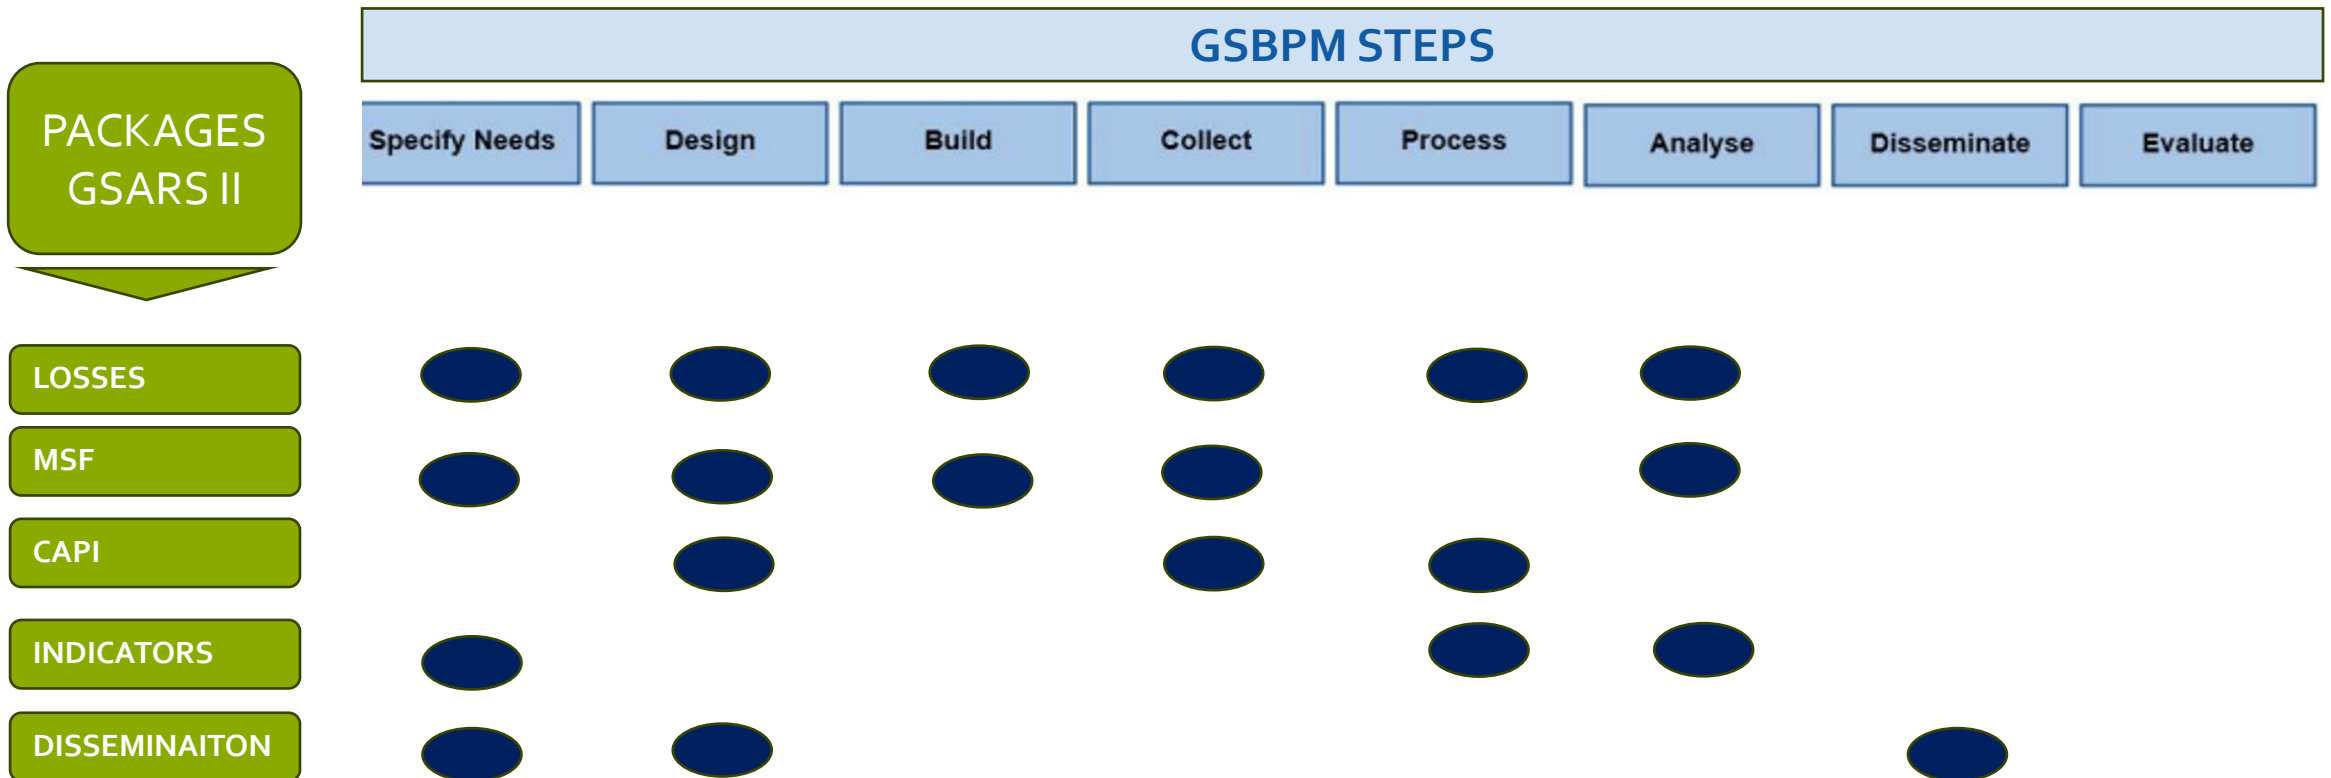 GSBPM STEPS
PACKAGES
GSARS II
Specify Needs
Design
Build
Collect
Process
Analyse
Disseminate
Evaluate
LOSSES
MSF
CAPI
INDICATORS
DISSEMINAITON